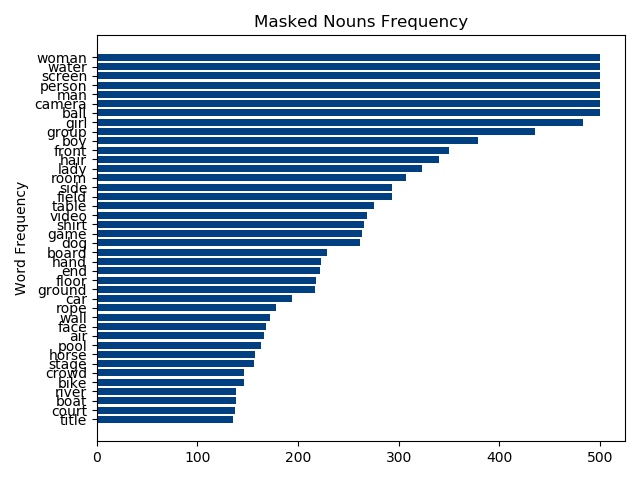 Masked Nouns Frequency
Word Frequency
woman
water
screen
person
man
camera
ball
girl
group
boy
front
hair
lady
room
side
field
table
video
shirt
game
dog
board
hand
end
floor
ground
car
rope
wall
face
air
pool
horse
stage
crowd
bike
river
boat
court
title
0 100 200 300 400 500